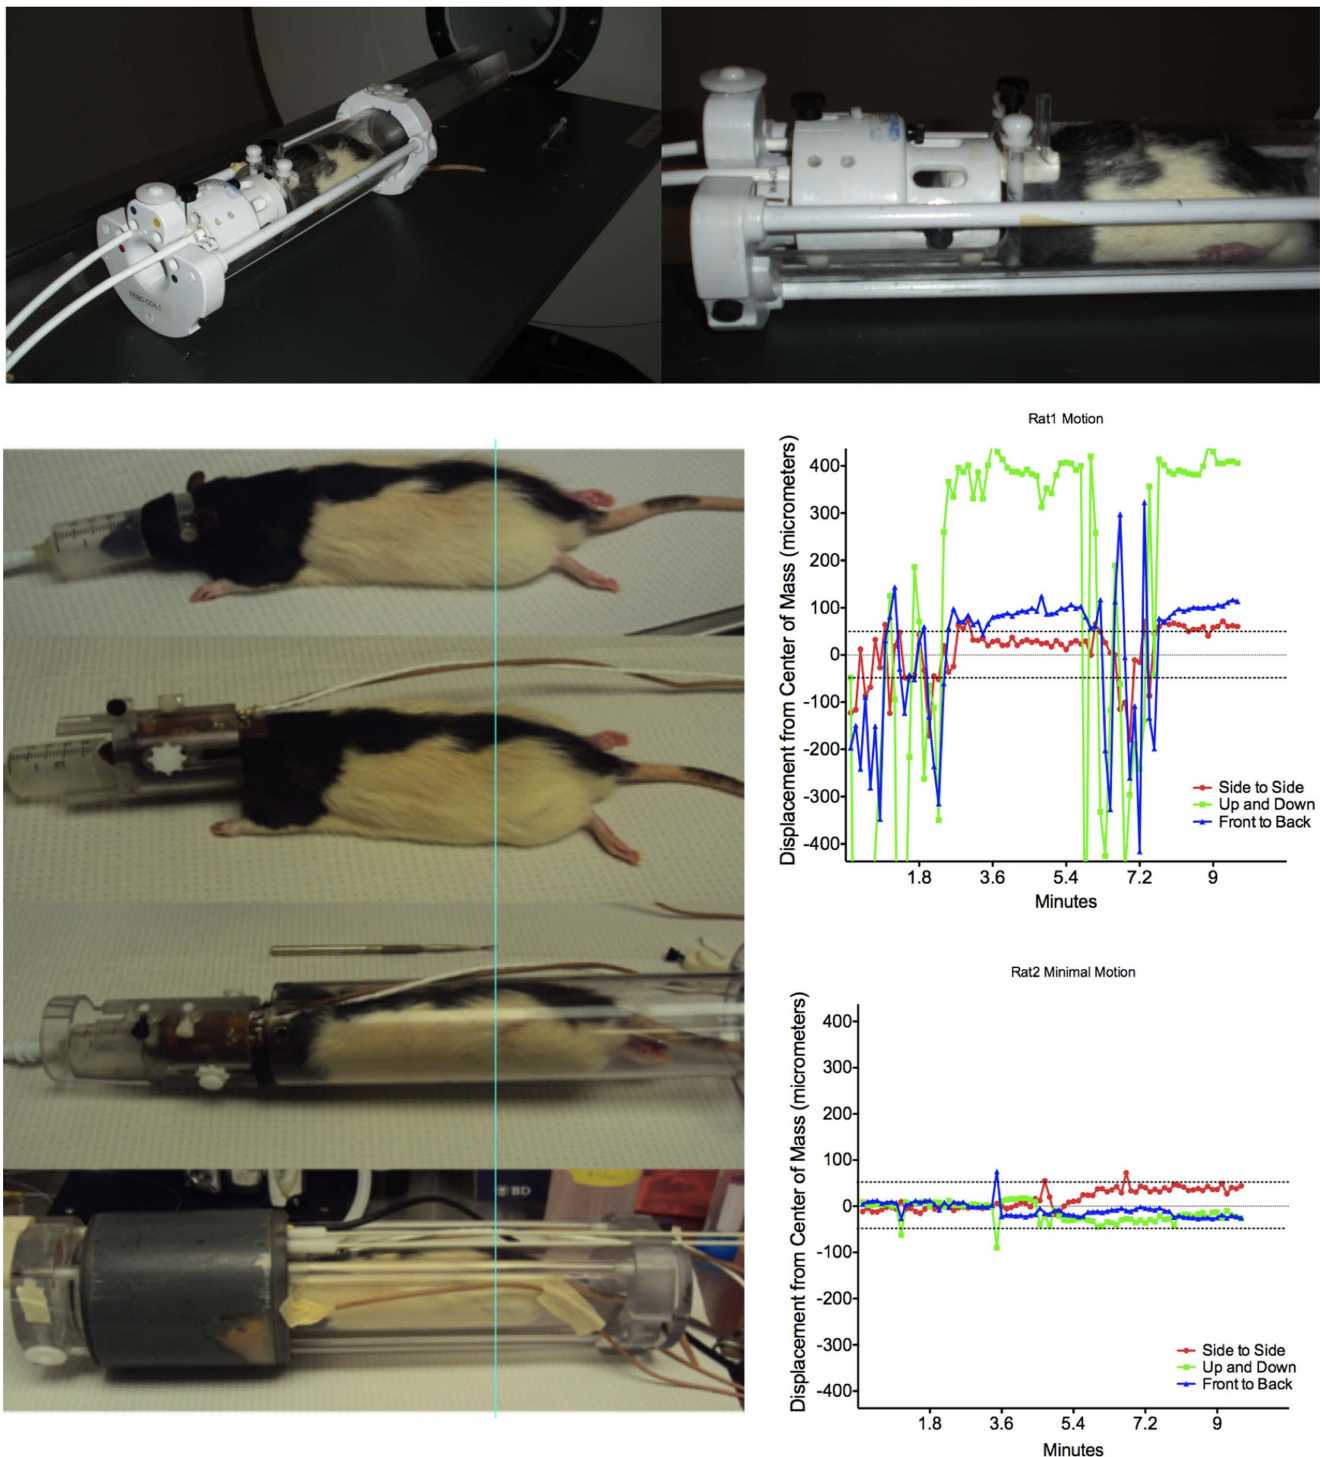 Rat1 Motion
Displacement from Center of Mass (micrometers)
400
300
200
100
0
-100
-200
-300
-400
Side to Side
Up and Down
Front to Back
1.8
3.6
5.4
7.2
9
Minutes
BD
Rat2 Minimal Motion
Displacement from Center of Mass (micrometers)
400
300
200
100
0
-100
-200
-300
-400
Side to Side
Up and Down
Front to Back
1.8
3.6
5.4
7.2
9
Minutes